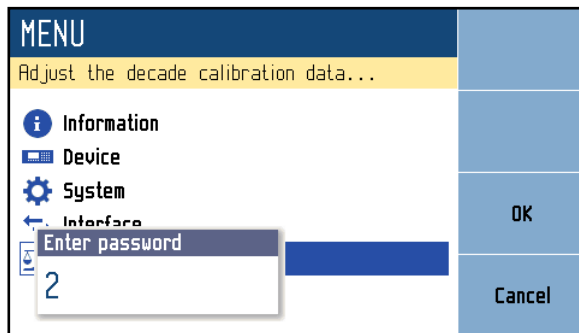 MENU
Adjust the decade calibration data...
Information
Device
System
Interface
Enter password
2
OK
Cancel